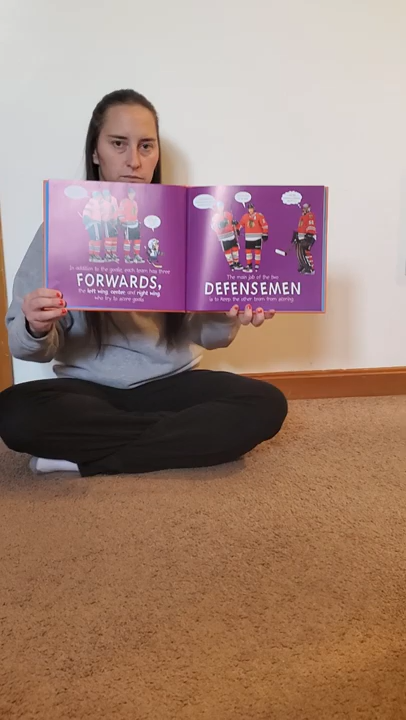 In addition to the goalie, each team has three
FORWARDS,
the left wing, center and right wing,
who try to score goals.
The main job of the two
DEFENSEMEN
is to keep the other team from scoring.